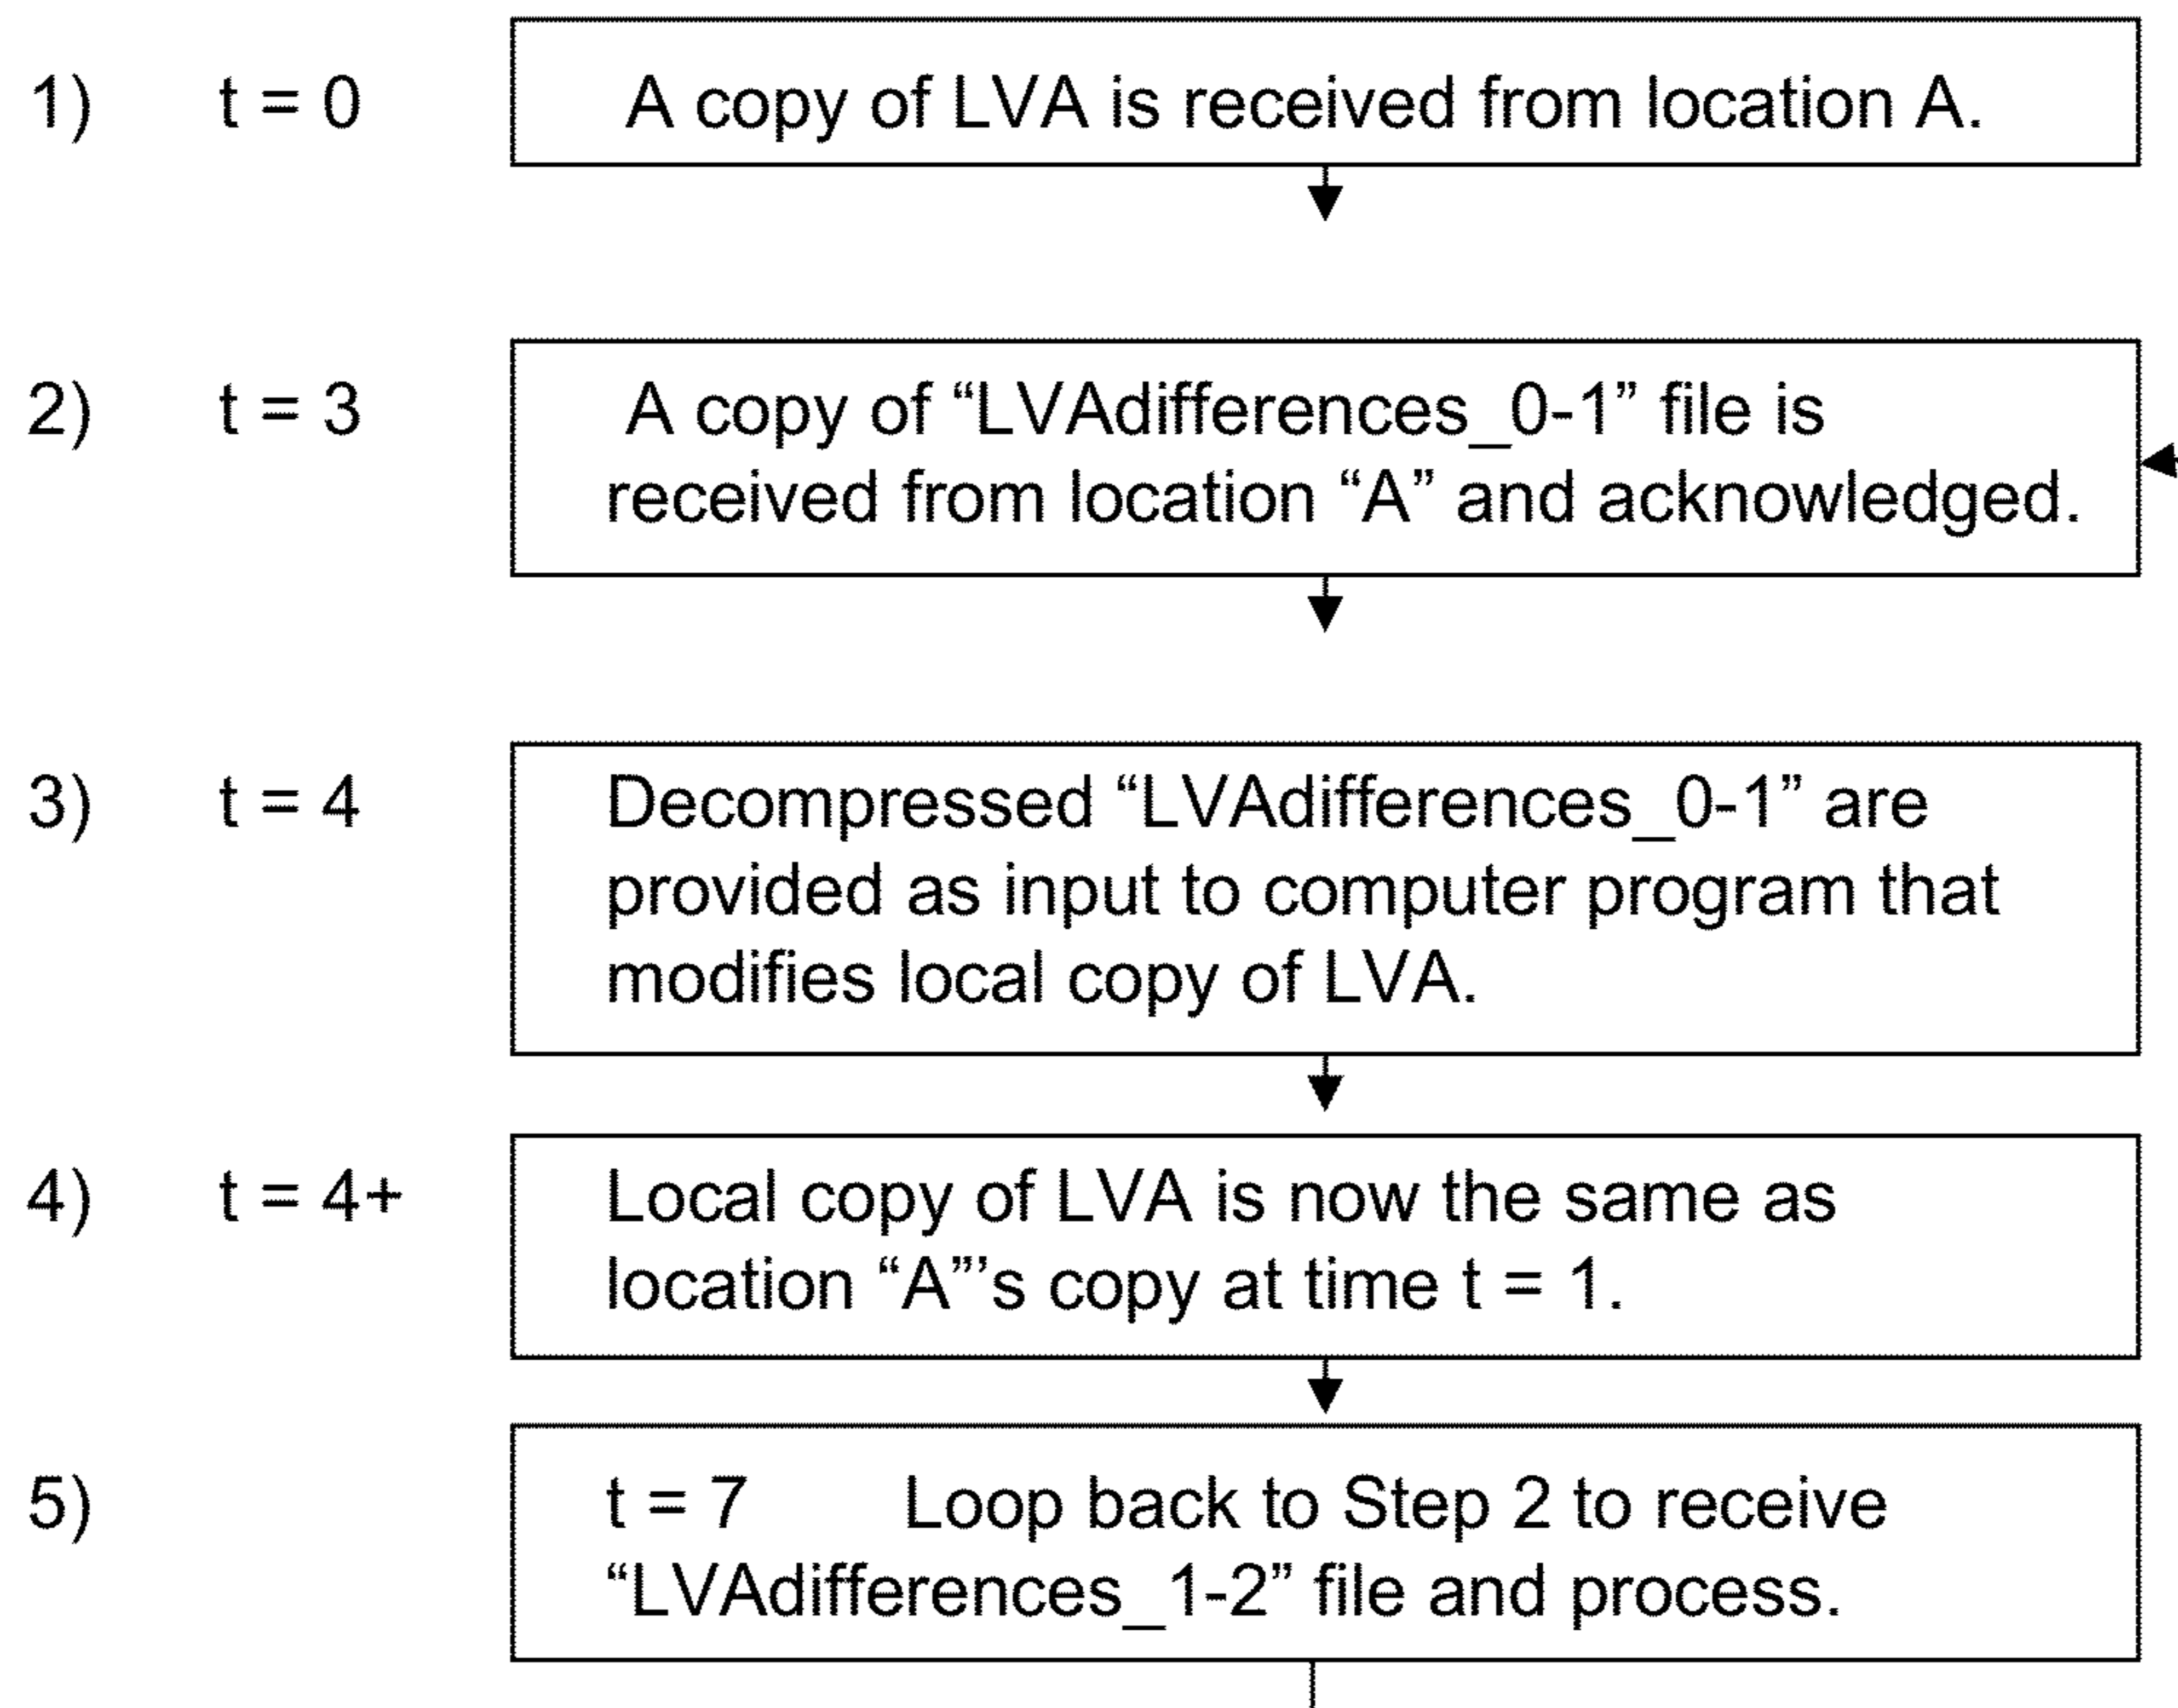 1) t = 0 A copy of LVA is received from location A.
2) t = 3 A copy of “LVAdifferences_0-1” file is
received from location “A” and acknowledged.
3) t = 4 Decompressed “LVAdifferences_0-1” are
provided as input to computer program that
modifies local copy of LVA.
4) t = 4+ Local copy of LVA is now the same as
location “A”’s copy at time t = 1.
5) t = 7 Loop back to Step 2 to receive
“LVAdifferences_1-2” file and process.